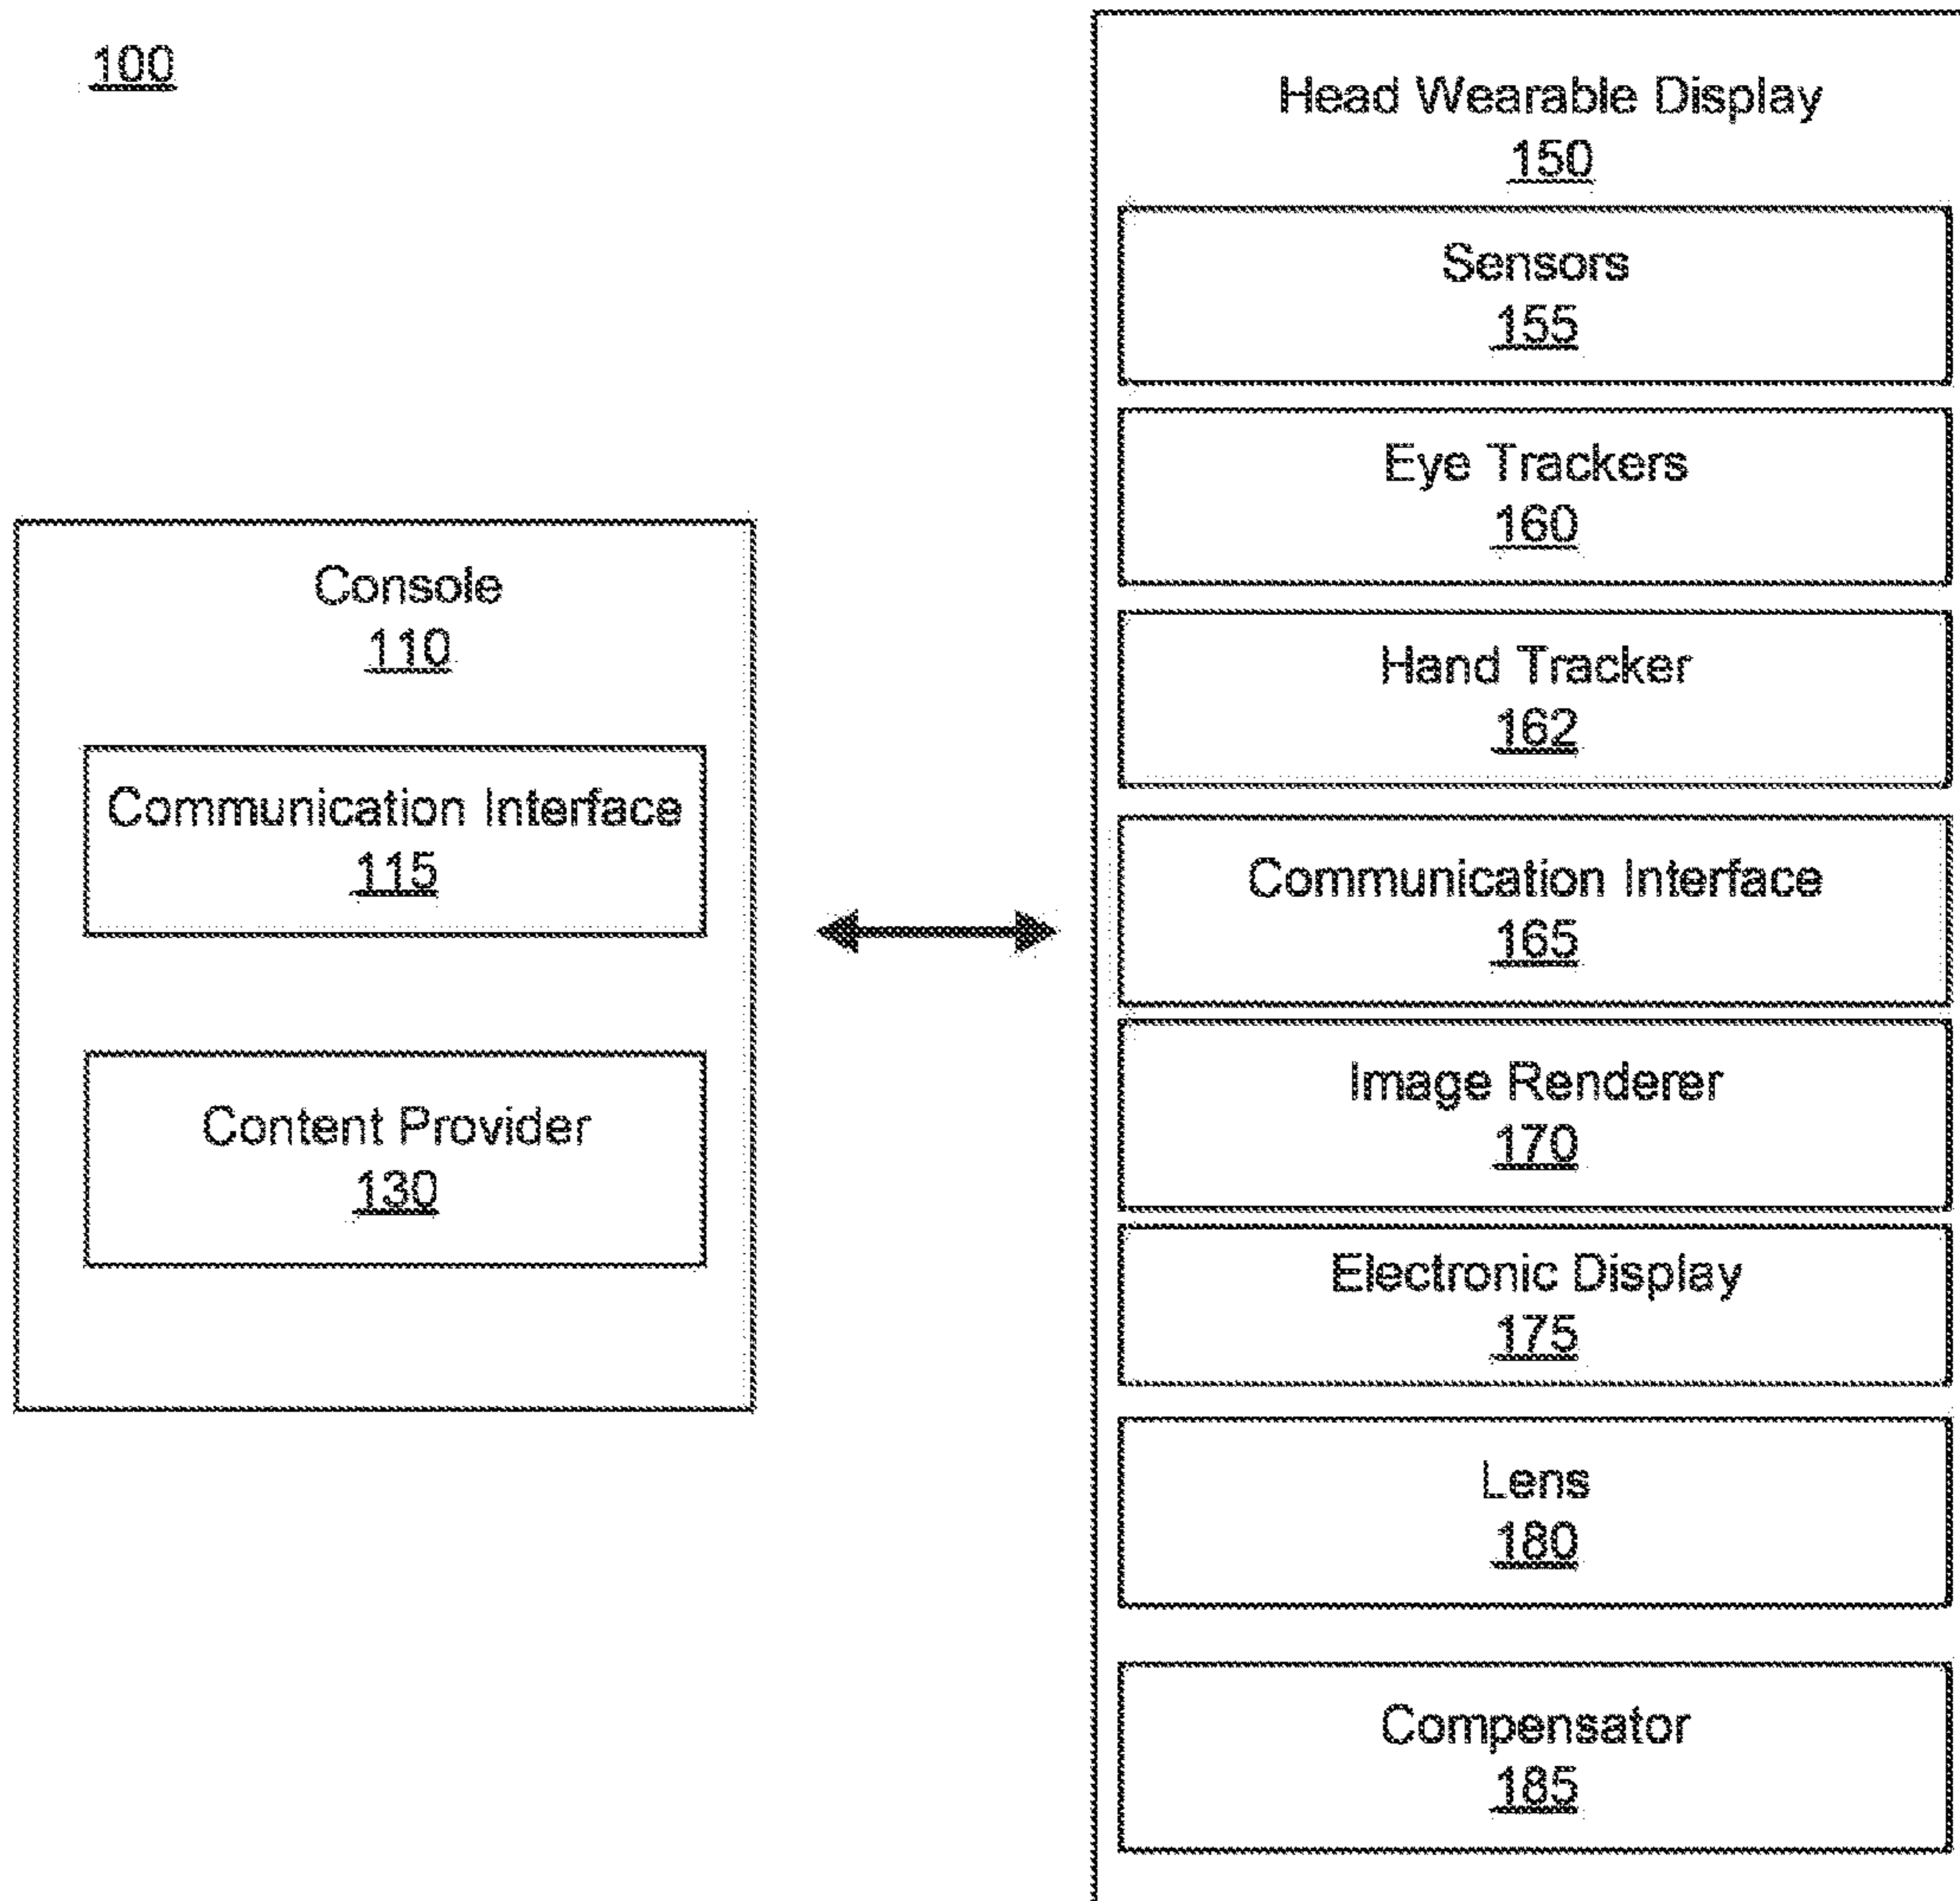 100
Console
110
Communication Interface
115
Content Provider
130
Head Wearable Display
150
Sensors
155
Eye Trackers
160
Hand Tracker
162
Communication Interface
165
Image Renderer
170
Electronic Display
175
Lens
180
Compensator
185